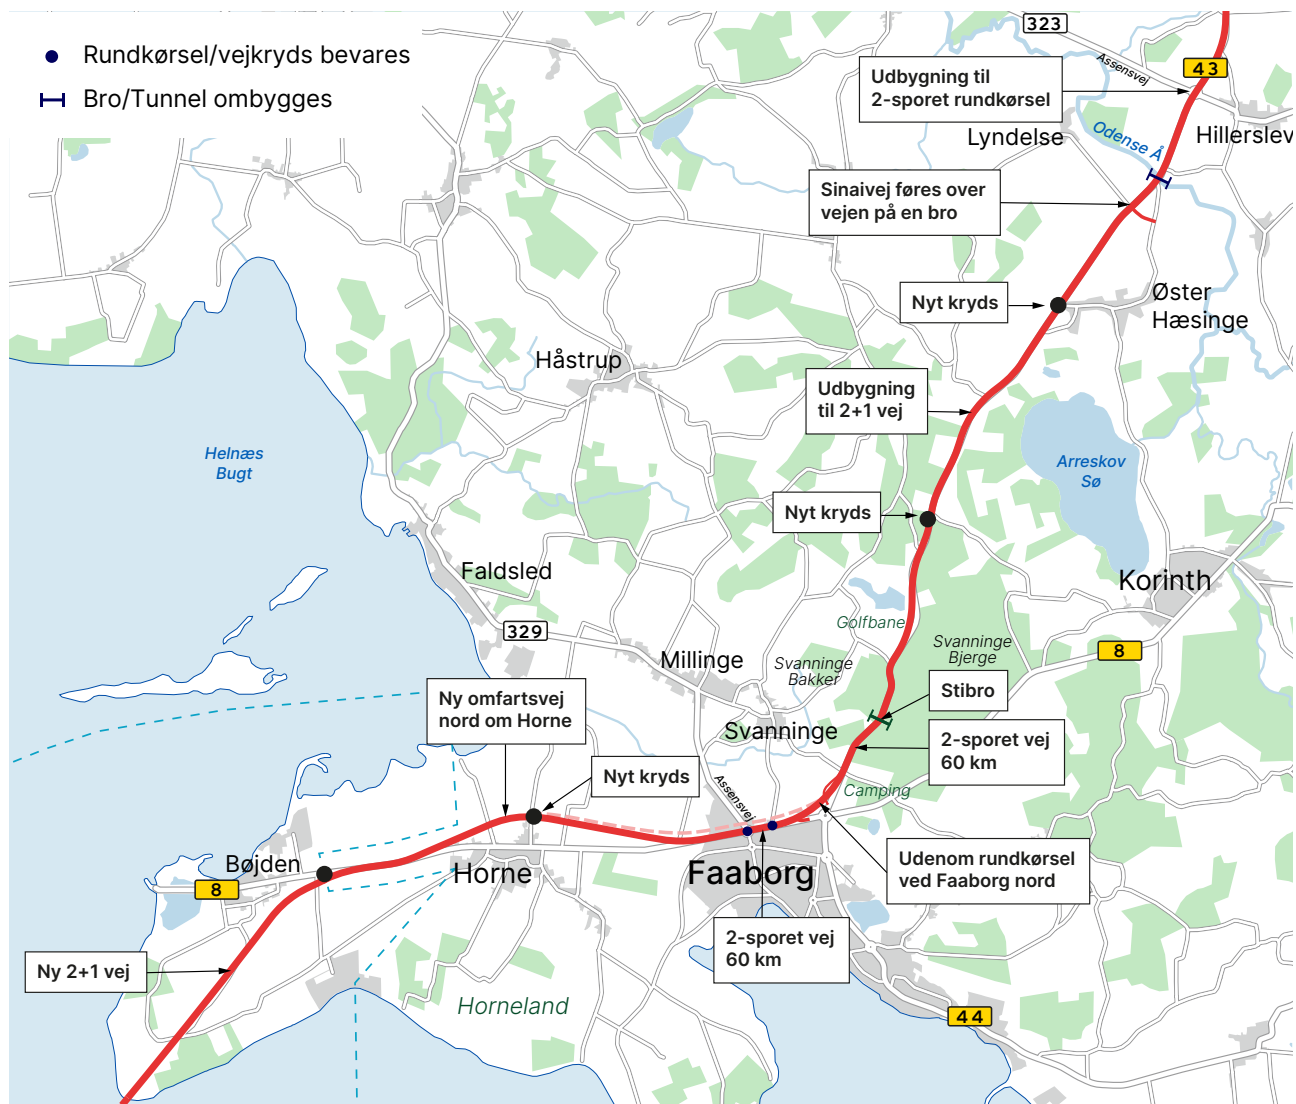 Rundkørsel/vejkryds bevares
Bro/Tunnel ombygges
323
Assensvej
43
Udbygning til
2-sporet rundkørsel
Lyndelse
Odense Å
Hillerslev
Sinaivej føres over
vejen på en bro
Nyt kryds
Øster
Hæsinge
Håstrup
Udbygning
til 2+1 vej
Helnæs
Bugt
Arreskov
Sø
Nyt kryds
Faldsled
Korinth
329
Golfbane
Svanninge
Bjerge
8
Millinge
Svanninge
Bakker
Stibro
Ny omfartsvej
nord om Horne
Svanninge
2-sporet vej
60 km
Nyt kryds
Assensvej
Camping
Bøjden
8
Horne
Faaborg
Udenom rundkørsel
ved Faaborg nord
2-sporet vej
60 km
Ny 2+1 vej
Horneland
44